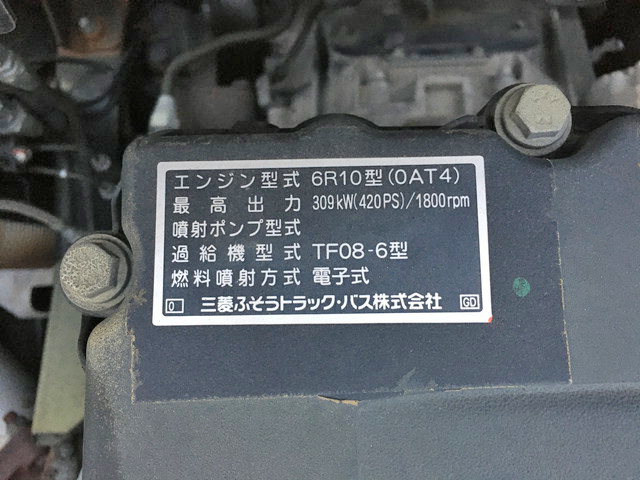 エンジン型式 6R10型(0AT4)
最高出力 309kW(420PS)/1800rpm
噴射ポンプ型式
過給機型式 TF08-6型
燃料噴射方式 電子式
0 三菱ふそうトラック・バス株式会社 GD